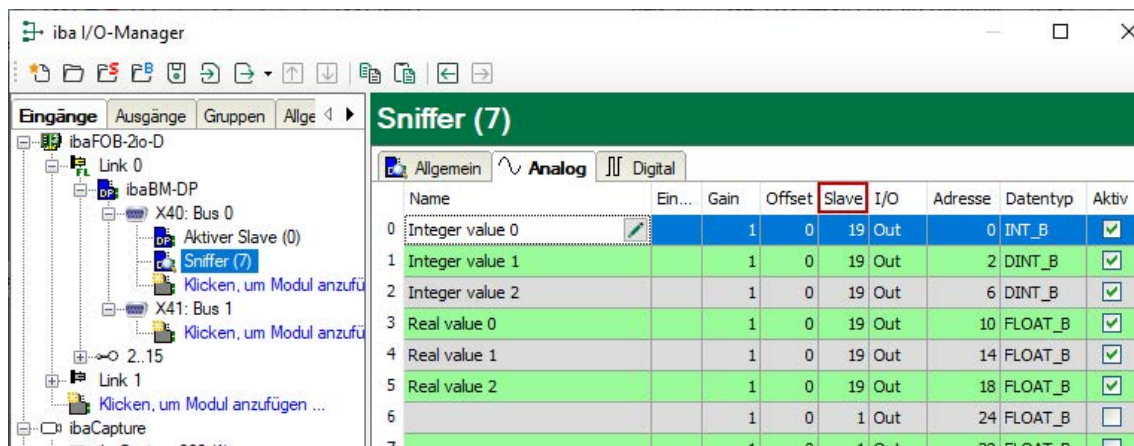 iba I/O-Manager
Eingänge Ausgänge Gruppen Allge
ibaFOB-2io-D
Link 0
ibaBM-DP
X40: Bus 0
Aktiver Slave (0)
Sniffer (7)
Klicken, um Modul anzufü
X41: Bus 1
Klicken, um Modul anzufü
2..15
Link 1
Klicken, um Modul anzufügen ...
ibaCapture
Sniffer (7)
Allgemein Analog Digital
Name Ein... Gain Offset Slave I/O Adresse Datentyp Aktiv
0 Integer value 0 1 0 19 Out 0 INT_B
1 Integer value 1 1 0 19 Out 2 DINT_B
2 Integer value 2 1 0 19 Out 6 DINT_B
3 Real value 0 1 0 19 Out 10 FLOAT_B
4 Real value 1 1 0 19 Out 14 FLOAT_B
5 Real value 2 1 0 19 Out 18 FLOAT_B
6 1 0 1 Out 24 FLOAT_B